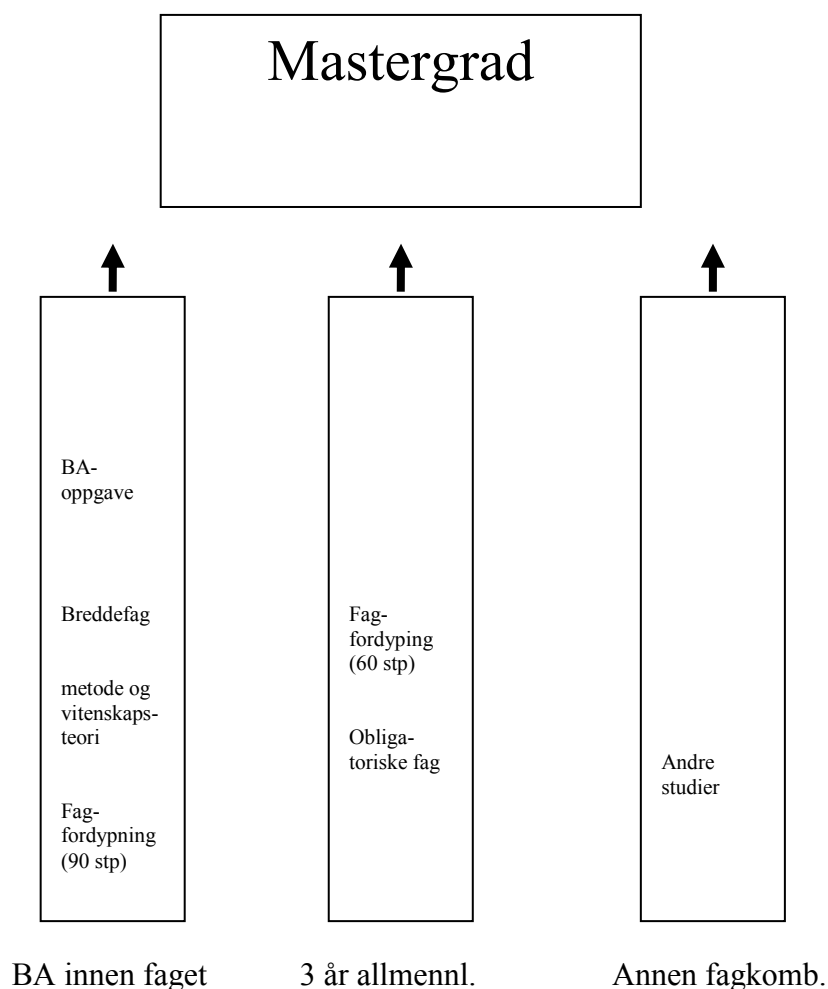 Mastergrad
BA-
oppgave
Breddefag
metode og
vitenskaps-
teori
Fag-
fordypning
(90 stp)
BA innen faget
Fag-
fordyping
(60 stp)
Obliga-
toriske fag
3 år allmennl.
Andre
studier
Annen fagkomb.